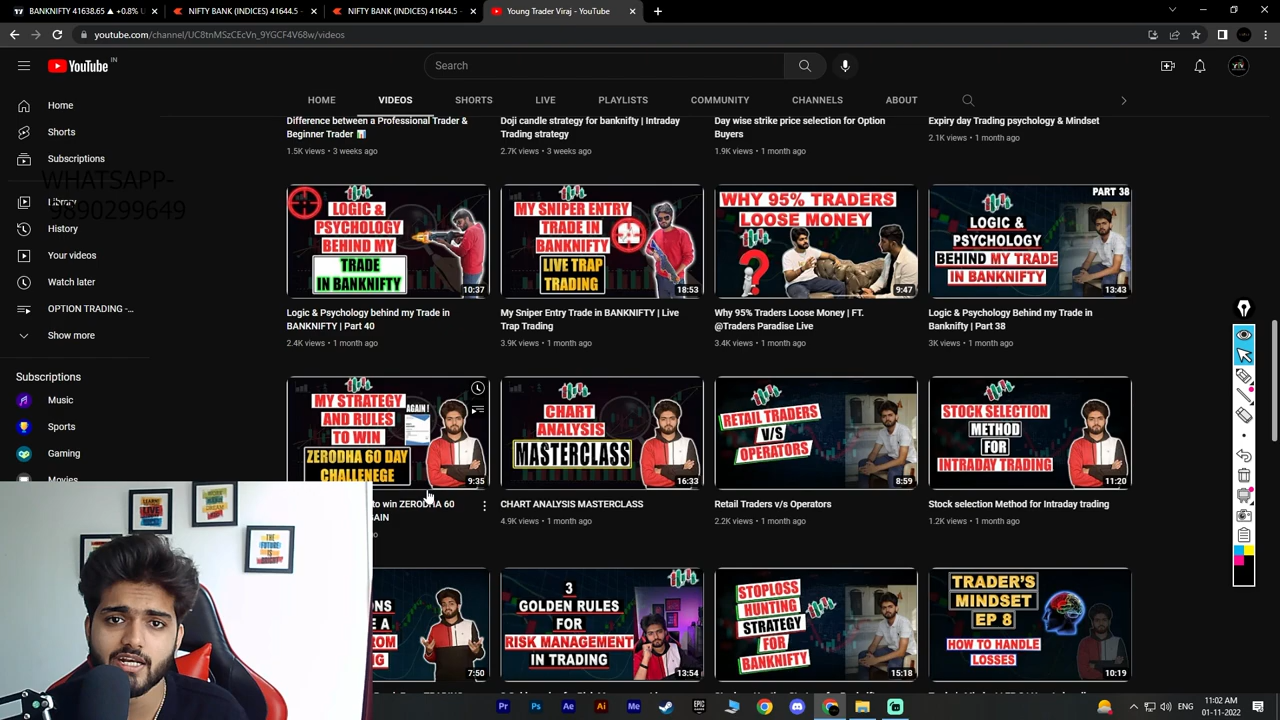 BANKNIFTY 41638.65 ▲ +0.8% V
NIFTY BANK (INDICES) 41644.5 -
NIFTY BANK (INDICES) 41644.5 -
Young Trader Viraj - YouTube
youtube.com/channel/UC8tnMSzCEcVn_9YGCF4V68w/videos
YouTube IN
Search
HOME
VIDEOS
SHORTS
LIVE
PLAYLISTS
COMMUNITY
CHANNELS
ABOUT
Home
Shorts
Subscriptions
WHATSAPP-
9890299649
History
Your videos
Watch later
OPTION TRADING -...
Show more
Subscriptions
Music
Sports
Gaming
Movies
Difference between a Professional Trader &
Beginner Trader
1.5K views • 3 weeks ago
Doji candle strategy for banknifty | Intraday
Trading strategy
2.7K views • 3 weeks ago
Day wise strike price selection for Option
Buyers
1.9K views • 1 month ago
Expiry day Trading psychology & Mindset
2.1K views • 1 month ago
LOGIC &
PSYCHOLOGY
BEHIND MY
TRADE
IN BANKNIFTY
10:37
Logic & Psychology behind my Trade in
BANKNIFTY | Part 40
2.4K views • 1 month ago
MY SNIPER ENTRY
TRADE IN
BANKNIFTY
LIVE TRAP
TRADING
18:53
My Sniper Entry Trade in BANKNIFTY | Live
Trap Trading
3.9K views • 1 month ago
WHY 95% TRADERS
LOOSE MONEY
9:47
Why 95% Traders Loose Money | FT.
@Traders Paradise Live
3.4K views • 1 month ago
PART 38
LOGIC &
PSYCHOLOGY
BEHIND MY TRADE
IN BANKNIFTY
13:43
Logic & Psychology Behind my Trade in
Banknifty | Part 38
3K views • 1 month ago
MY STRATEGY
AND RULES
TO WIN
AGAIN !
ZERODHA 60 DAY
CHALLENEGE
9:35
to win ZERODHA 60
AIN
CHART
ANALYSIS
MASTERCLASS
16:33
CHART ANALYSIS MASTERCLASS
4.9K views • 1 month ago
RETAIL TRADERS
V/S
OPERATORS
8:59
Retail Traders v/s Operators
2.2K views • 1 month ago
STOCK SELECTION
METHOD
FOR
INTRADAY TRADING
11:20
Stock selection Method for Intraday trading
1.2K views • 1 month ago
7:50
3
GOLDEN RULES
FOR
RISK MANAGEMENT
IN TRADING
13:54
STOPLOSS
HUNTING
STRATEGY
FOR
BANKNIFTY
15:18
TRADER'S
MINDSET
EP 8
HOW TO HANDLE
LOSSES
10:19
ENG
11:02 AM
01-11-2022